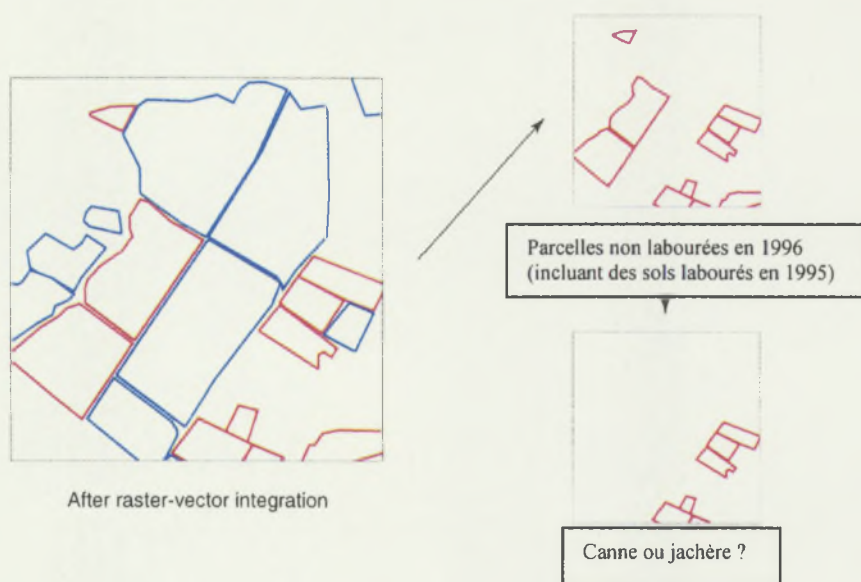 Parcelles non labourées en 1996
(incluant des sols labourés en 1995)
After raster-vector integration
Canne ou jachère ?